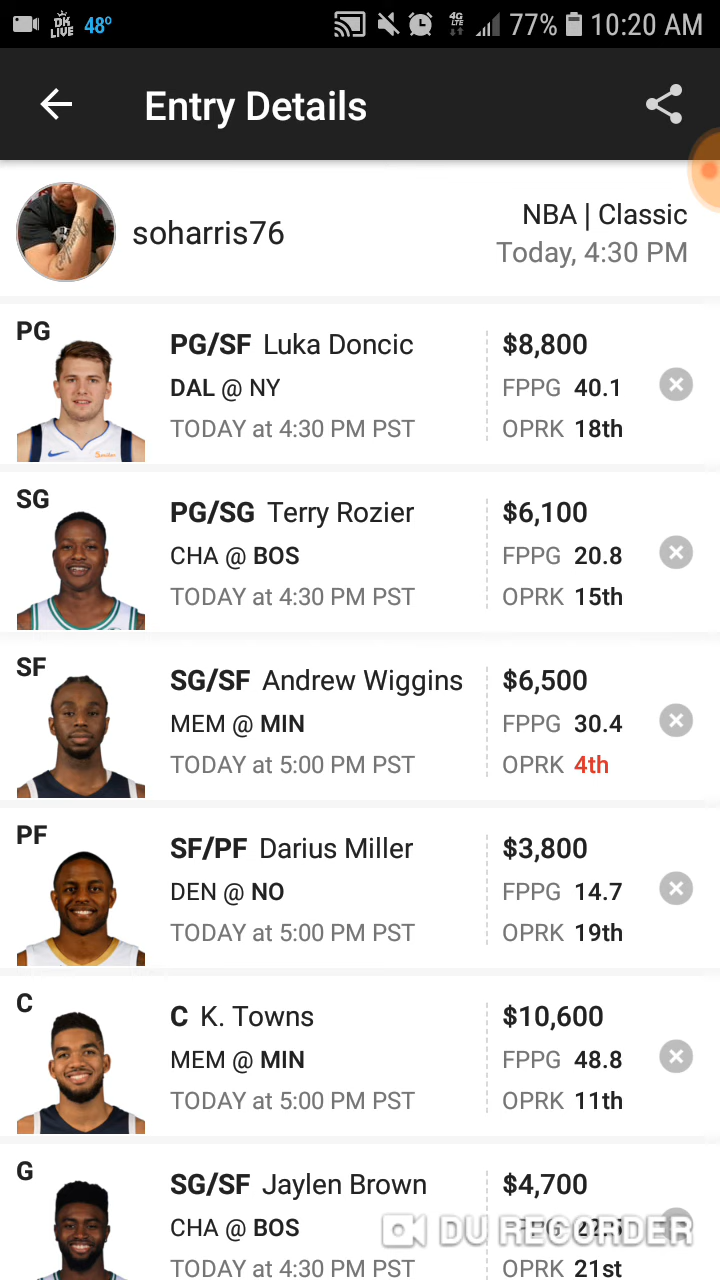 DK
LIVE
48°
4G
LTE
77%
10:20 AM
Entry Details
soharris76
NBA | Classic
Today, 4:30 PM
PG
PG/SF Luka Doncic
$8,800
DAL @ NY
FPPG 40.1
TODAY at 4:30 PM PST
OPRK 18th
SG
PG/SG Terry Rozier
$6,100
CHA @ BOS
FPPG 20.8
TODAY at 4:30 PM PST
OPRK 15th
SF
SG/SF Andrew Wiggins
$6,500
MEM @ MIN
FPPG 30.4
TODAY at 5:00 PM PST
OPRK 4th
PF
SF/PF Darius Miller
$3,800
DEN @ NO
FPPG 14.7
TODAY at 5:00 PM PST
OPRK 19th
C
C K. Towns
$10,600
MEM @ MIN
FPPG 48.8
TODAY at 5:00 PM PST
OPRK 11th
G
SG/SF Jaylen Brown
$4,700
CHA @ BOS
FPPG
DU RECORDER
TODAY at 4:30 PM PST
OPRK 21st